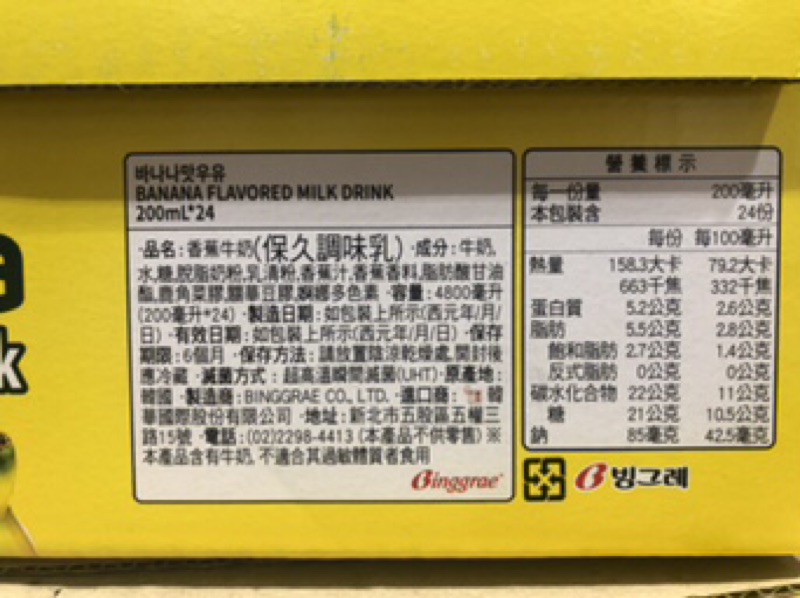 바나나맛우유
BANANA FLAVORED MILK DRINK
200mL*24
·品名:香蕉牛奶(保久調味乳)·成分:牛奶,
水,糖,脫脂奶粉,乳清粉,香蕉汁,香蕉香料,脂肪酸甘油
酯,鹿角菜膠,關華豆膠,婀娜多色素·容量:4800毫升
(200毫升*24)·製造日期:如包裝上所示(西元年/月/
日)·有效日期:如包裝上所示(西元年/月/日)·保存
期限:6個月·保存方法:請放置陰涼乾燥處,開封後
應冷藏·滅菌方式:超高溫瞬間滅菌(UHT)·原產地:
韓國·製造商:BINGGRAE CO., LTD.·進口商: 韓
華國際股份有限公司·地址:新北市五股區五權三
路15號·電話:(02)2298-4413 (本產品不供零售)※
本產品含有牛奶, 不適合其過敏體質者食用
Binggrae
營養標示
每一份量 200毫升
本包裝含 24份
每份 每100毫升
熱量 158.3大卡 79.2大卡
663千焦 332千焦
蛋白質 5.2公克 2.6公克
脂肪 5.5公克 2.8公克
飽和脂肪 2.7公克 1.4公克
反式脂肪 0公克 0公克
碳水化合物 22公克 11公克
糖 21公克 10.5公克
鈉 85毫克 42.5毫克
빙그레
k